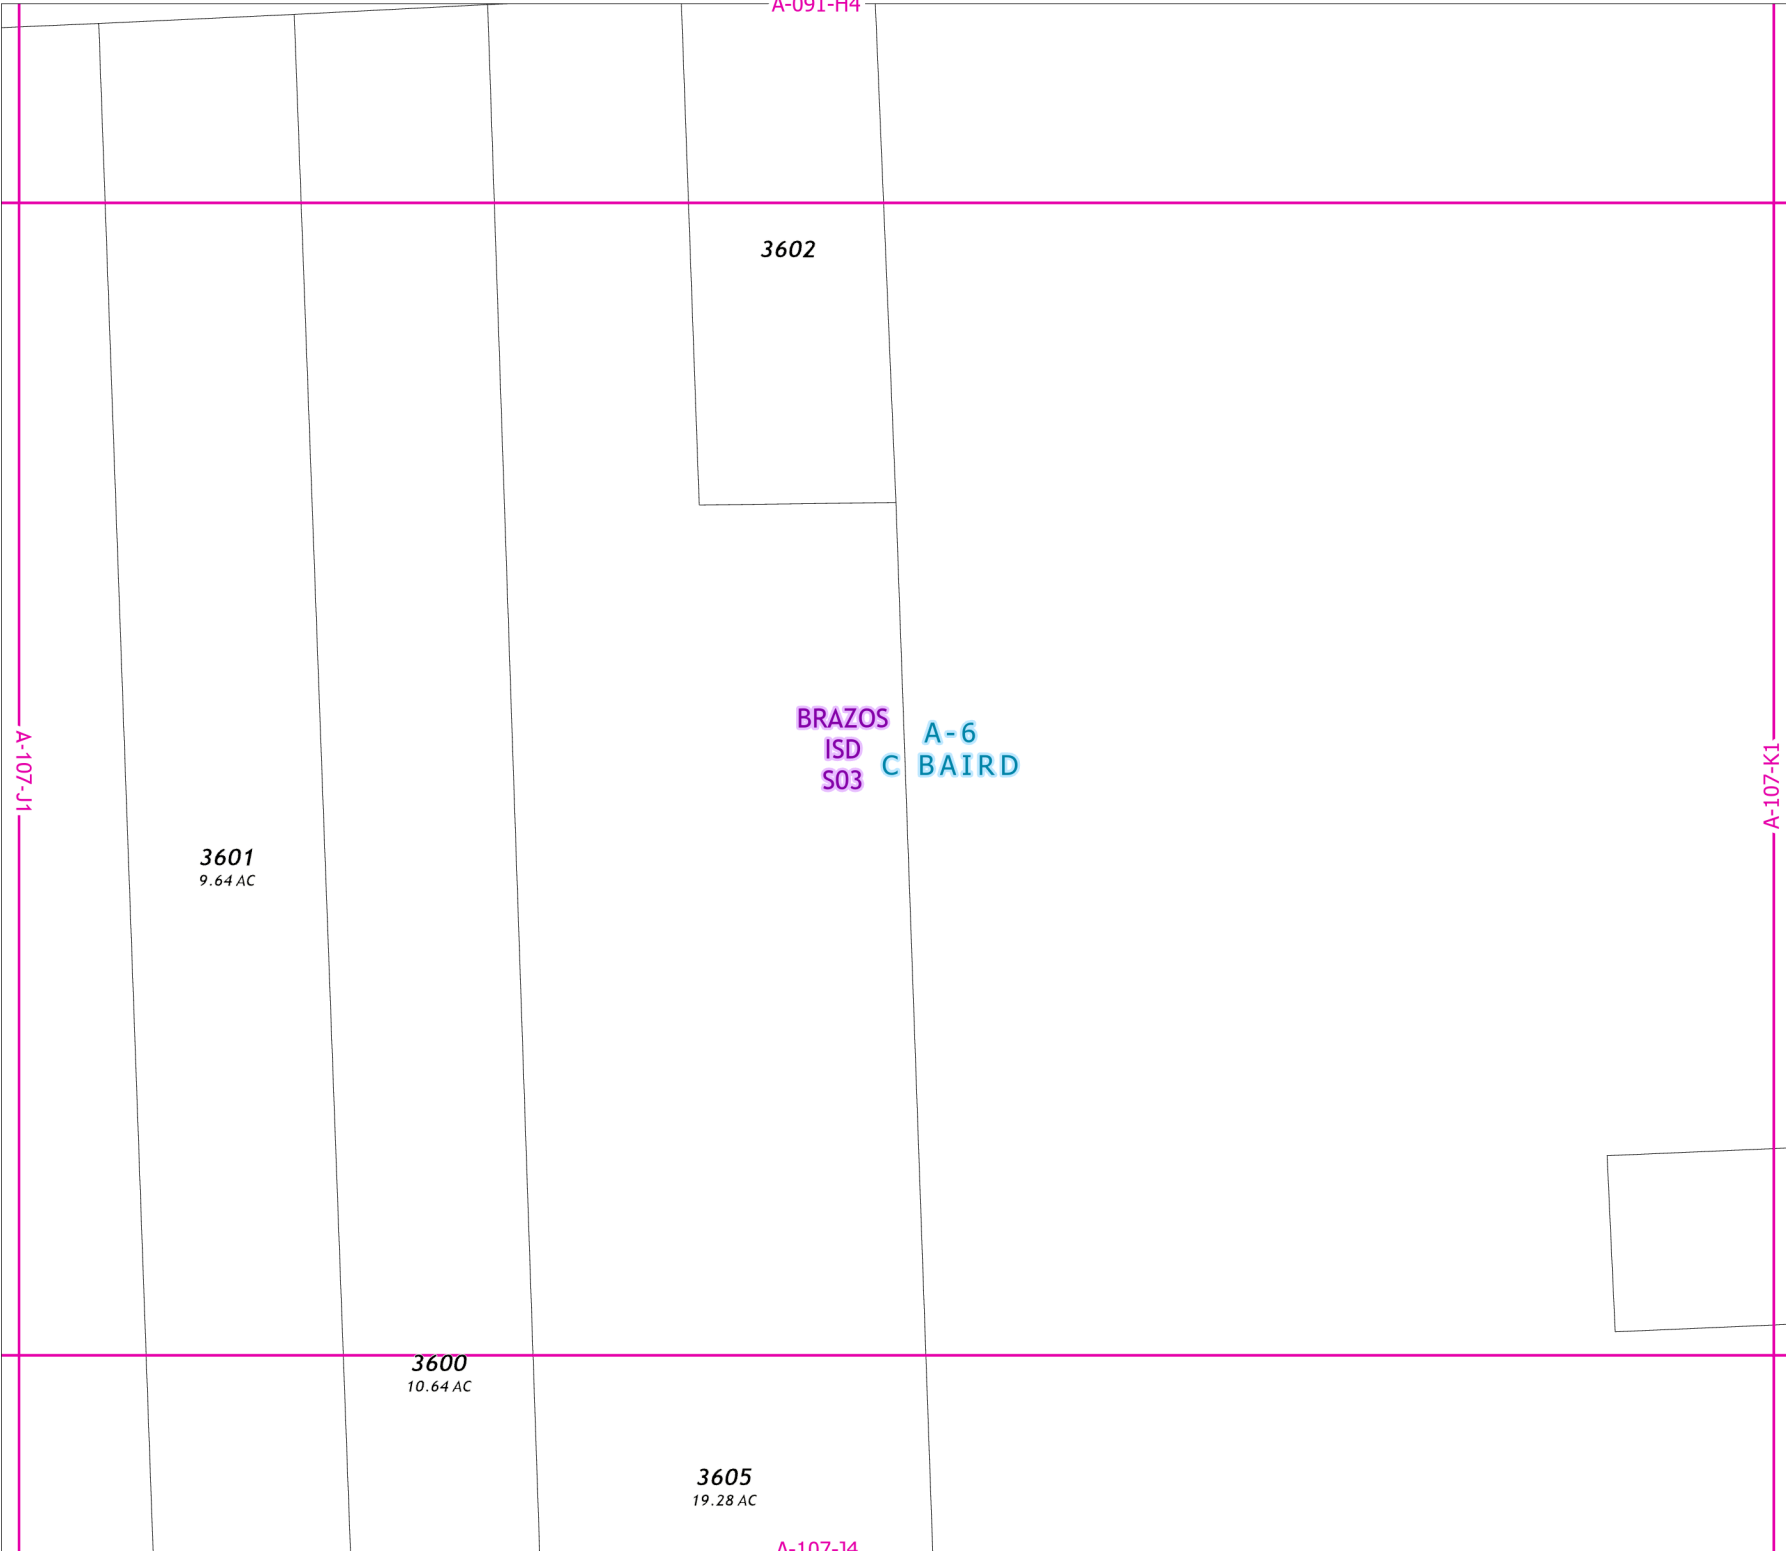 A-091-H4
3602
BRAZOS
ISD
S03
A-6
C BAIRD
A-107-J1
A-107-K1
3601
9.64 AC
3600
10.64 AC
3605
19.28 AC
A-107-J4